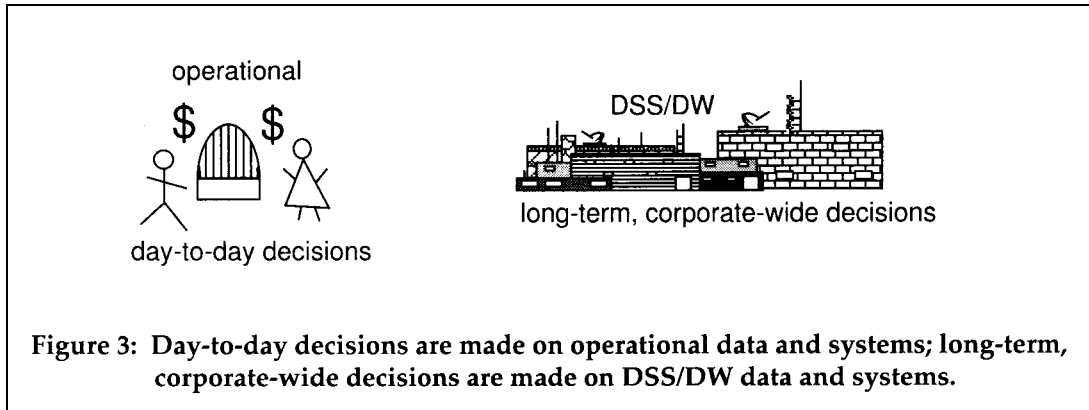 operational
$ $
day-to-day decisions
DSS/DW
long-term, corporate-wide decisions
Figure 3: Day-to-day decisions are made on operational data and systems; long-term,
corporate-wide decisions are made on DSS/DW data and systems.